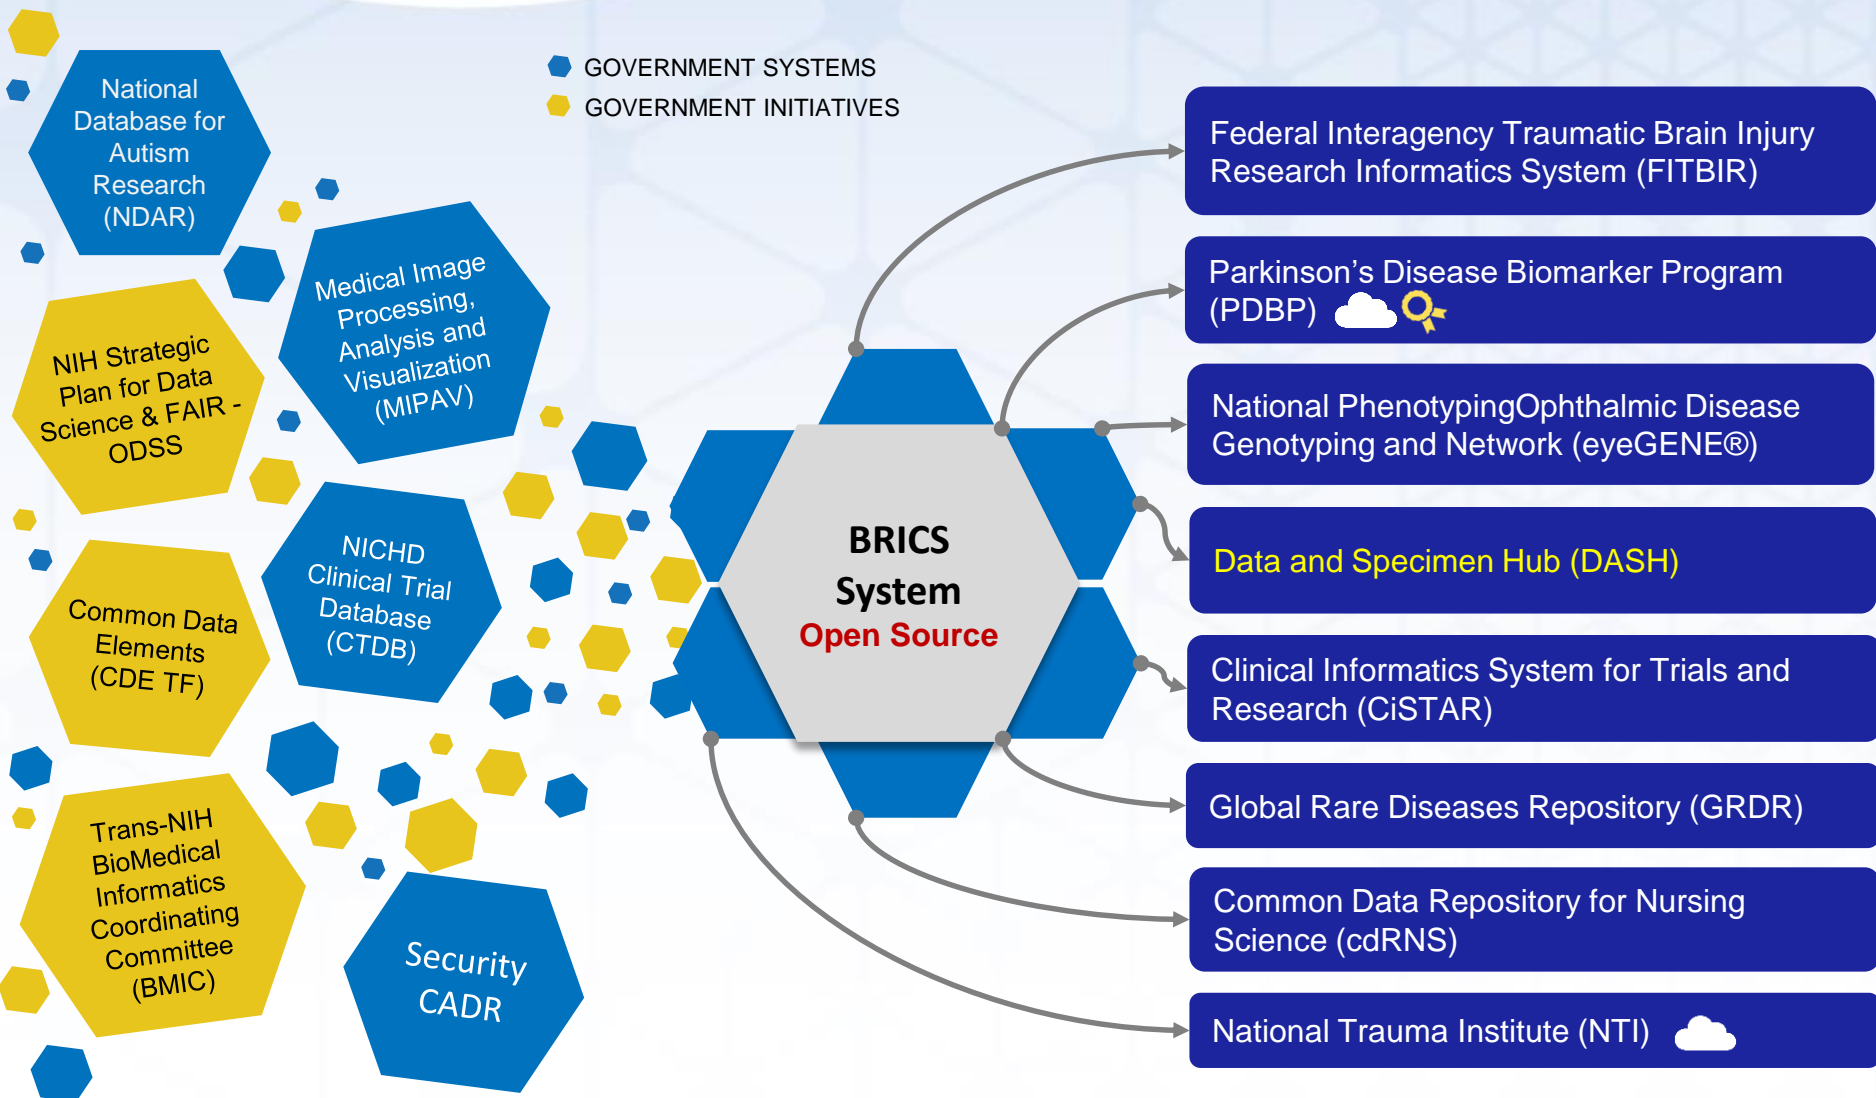 National
Database for
Autism
Research
(NDAR)
GOVERNMENT SYSTEMS
GOVERNMENT INITIATIVES
Medical Image
Processing,
Analysis and
Visualization
(MIPAV)
NIH Strategic
Plan for Data
Science & FAIR -
ODSS
NICHD
Clinical Trial
Database
(CTDB)
Common Data
Elements
(CDE TF)
Trans-NIH
BioMedical
Informatics
Coordinating
Committee
(BMIC)
Security
CADR
BRICS
System
Open Source
Federal Interagency Traumatic Brain Injury
Research Informatics System (FITBIR)
Parkinson’s Disease Biomarker Program
(PDBP)
National PhenotypingOphthalmic Disease
Genotyping and Network (eyeGENE®)
Data and Specimen Hub (DASH)
Clinical Informatics System for Trials and
Research (CiSTAR)
Global Rare Diseases Repository (GRDR)
Common Data Repository for Nursing
Science (cdRNS)
National Trauma Institute (NTI)